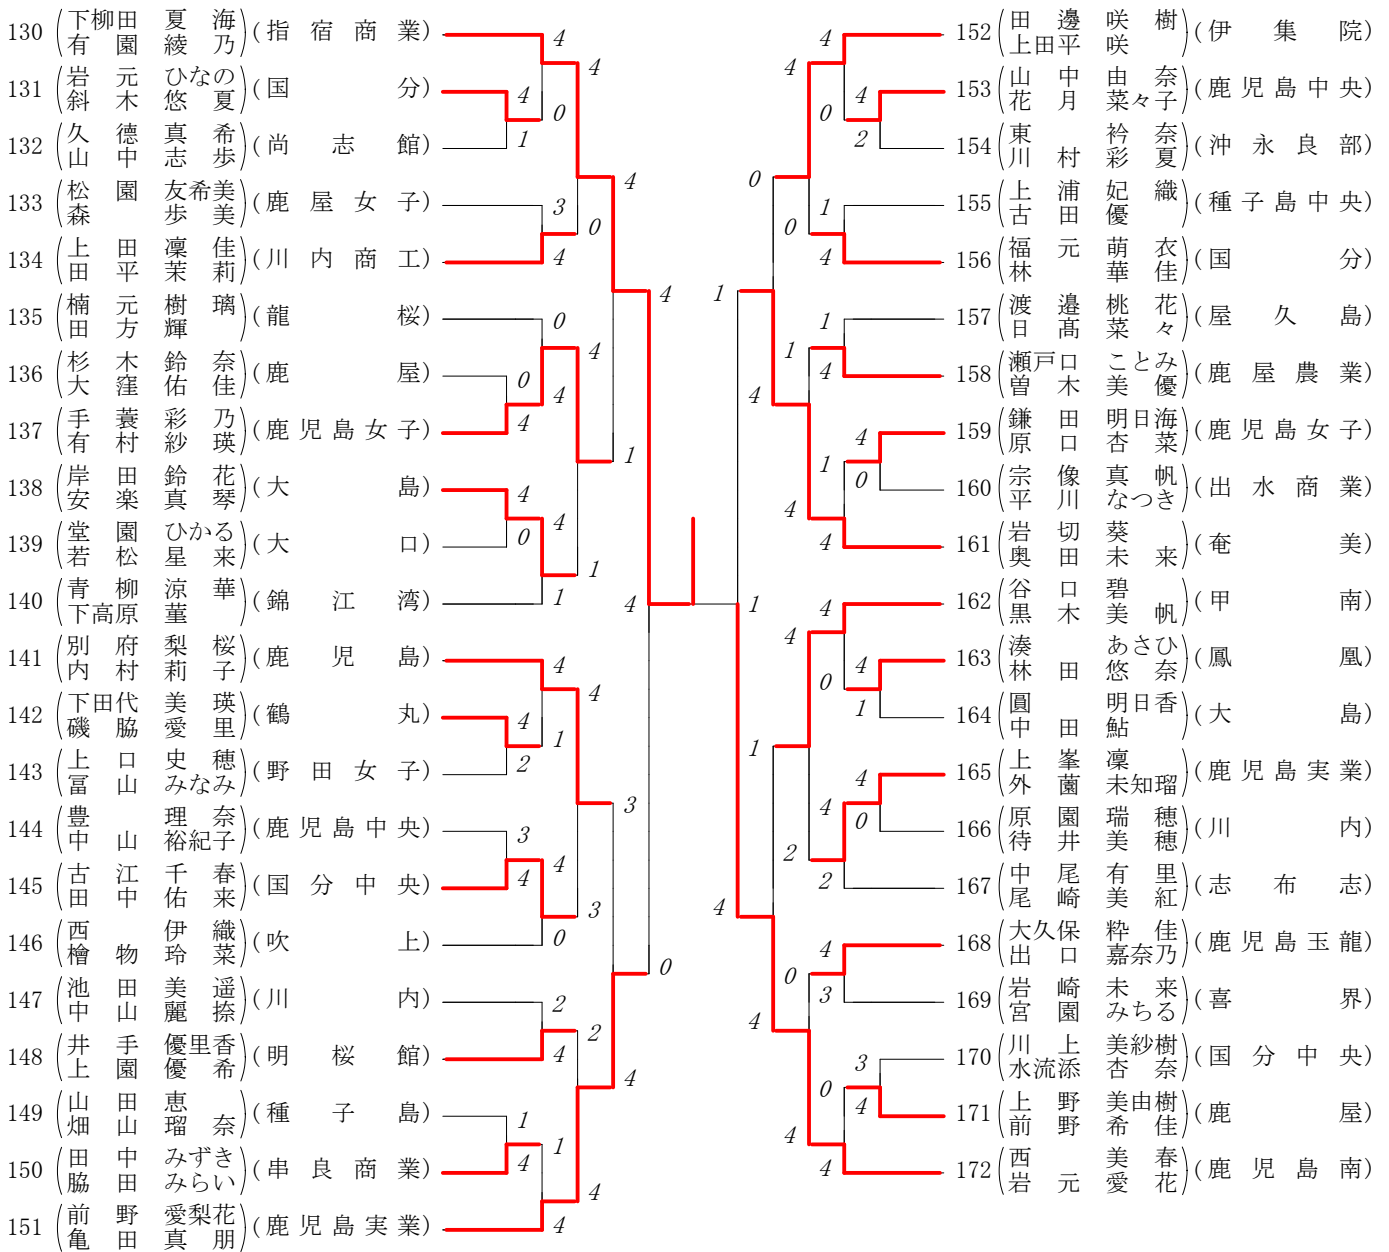 130 (下柳田 夏海 有園綾乃) (指宿商業)
131 (岩元ひなの 斜木悠夏) (国分)
132 (久德真希 山中志歩) (尚志館)
133 (松園友希美 森歩美) (鹿屋女子)
134 (上田凜佳 田平茉莉) (川内商工)
135 (楠元樹璃 田方輝) (龍桜)
136 (杉木鈴奈 大窪佑佳) (鹿屋)
137 (手蓑彩乃 有村紗瑛) (鹿児島女子)
138 (岸田鈴花 安楽真琴) (大島)
139 (堂園ひかる 若松星来) (大口)
140 (青柳涼華 下高原菫) (錦江湾)
141 (別府梨桜 内村莉子) (鹿児島)
142 (下田代美瑛 磯脇愛里) (鶴丸)
143 (上口史穂 冨山みなみ) (野田女子)
144 (豊理奈 中山裕紀子) (鹿児島中央)
145 (古江千春 田中佑来) (国分中央)
146 (西伊織 檜物玲菜) (吹上)
147 (池田美遥 中山麗捺) (川内)
148 (井手優里香 上園優希) (明桜館)
149 (山田恵 畑山瑠奈) (種子島)
150 (田中みずき 脇田みらい) (串良商業)
151 (前野愛梨花 亀田真朋) (鹿児島実業)
4
4
4
0
1
4
3
0
4
4
0
4
0
4
4
1
4
4
0
1
1
4
4
4
4
1
2
3
3
4
4
3
0
0
2
2
4
4
1
1
4
4
4
152 (田邊咲樹 上田平咲) (伊集院)
153 (山中由奈 花月菜々子) (鹿児島中央)
154 (東衿奈 川村彩夏) (沖永良部)
155 (上浦妃織 古田優) (種子島中央)
156 (福元萌衣 林華佳) (国分)
157 (渡邉桃花 日髙菜々) (屋久島)
158 (瀬戸口ことみ 曽木美優) (鹿屋農業)
159 (鎌田明日海 原口杏菜) (鹿児島女子)
160 (宗像真帆 平川なつき) (出水商業)
161 (岩切葵 奥田未来) (奄美)
162 (谷口碧 黒木美帆) (甲南)
163 (湊あさひ 林田悠奈) (鳳凰)
164 (圓明日香 中田鮎) (大島)
165 (上峯凜 外薗未知瑠) (鹿児島実業)
166 (原園瑞穂 待井美穂) (川内)
167 (中尾有里 尾崎美紅) (志布志)
168 (大久保粋佳 出口嘉奈乃) (鹿児島玉龍)
169 (岩崎未来 宮園みちる) (喜界)
170 (川上美紗樹 水流添杏奈) (国分中央)
171 (上野美由樹 前野希佳) (鹿屋)
172 (西美春 岩元愛花) (鹿児島南)
4
4
4
0
2
0
1
0
4
1
1
1
4
4
4
1
0
4
4
1
4
4
4
0
1
1
4
4
0
2
2
4
4
0
3
4
3
0
4
4
4